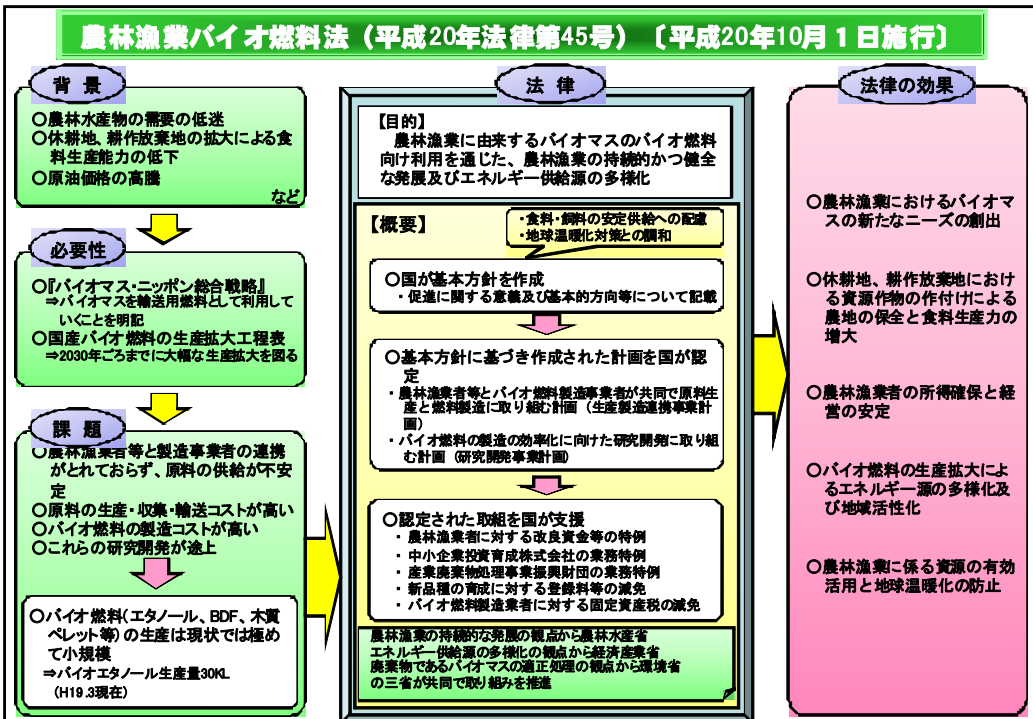 農林漁業バイオ燃料法（平成20年法律第45号）〔平成20年10月１日施行〕
背 景
○農林水産物の需要の低迷
○休耕地、耕作放棄地の拡大による食
料生産能力の低下
○原油価格の高騰
など
必要性
○『バイオマス・ニッポン総合戦略』
⇒バイオマスを輸送用燃料として利用して
いくことを明記
○国産バイオ燃料の生産拡大工程表
⇒2030年ごろまでに大幅な生産拡大を図る
課 題
○農林漁業者等と製造事業者の連携
がとれておらず、原料の供給が不安
定
○原料の生産・収集・輸送コストが高い
○バイオ燃料の製造コストが高い
○これらの研究開発が途上
○バイオ燃料（エタノール、BDF、木質
ペレット等）の生産は現状では極め
て小規模
⇒バイオエタノール生産量30KL
（H19.3現在）
法 律
【目的】
農林漁業に由来するバイオマスのバイオ燃料
向け利用を通じた、農林漁業の持続的かつ健全
な発展及びエネルギー供給源の多様化
【概要】
・食料・飼料の安定供給への配慮
・地球温暖化対策との調和
○国が基本方針を作成
・促進に関する意義及び基本的方向等について記載
○基本方針に基づき作成された計画を国が認
定
・農林漁業者等とバイオ燃料製造事業者が共同で原料生
産と燃料製造に取り組む計画（生産製造連携事業計
画）
・バイオ燃料の製造の効率化に向けた研究開発に取り組
む計画（研究開発事業計画）
○認定された取組を国が支援
・ 農林漁業者に対する改良資金等の特例
・ 中小企業投資育成株式会社の業務特例
・ 産業廃棄物処理事業振興財団の業務特例
・ 新品種の育成に対する登録料等の減免
・ バイオ燃料製造業者に対する固定資産税の減免
農林漁業の持続的な発展の観点から農林水産省
エネルギー供給源の多様化の観点から経済産業省
廃棄物であるバイオマスの適正処理の観点から環境省
の三省が共同で取り組みを推進
法律の効果
○農林漁業におけるバイオマ
スの新たなニーズの創出
○休耕地、耕作放棄地におけ
る資源作物の作付けによる
農地の保全と食料生産力の
増大
○農林漁業者の所得確保と経
営の安定
○バイオ燃料の生産拡大によ
るエネルギー源の多様化及
び地域活性化
○農林漁業に係る資源の有効
活用と地球温暖化の防止